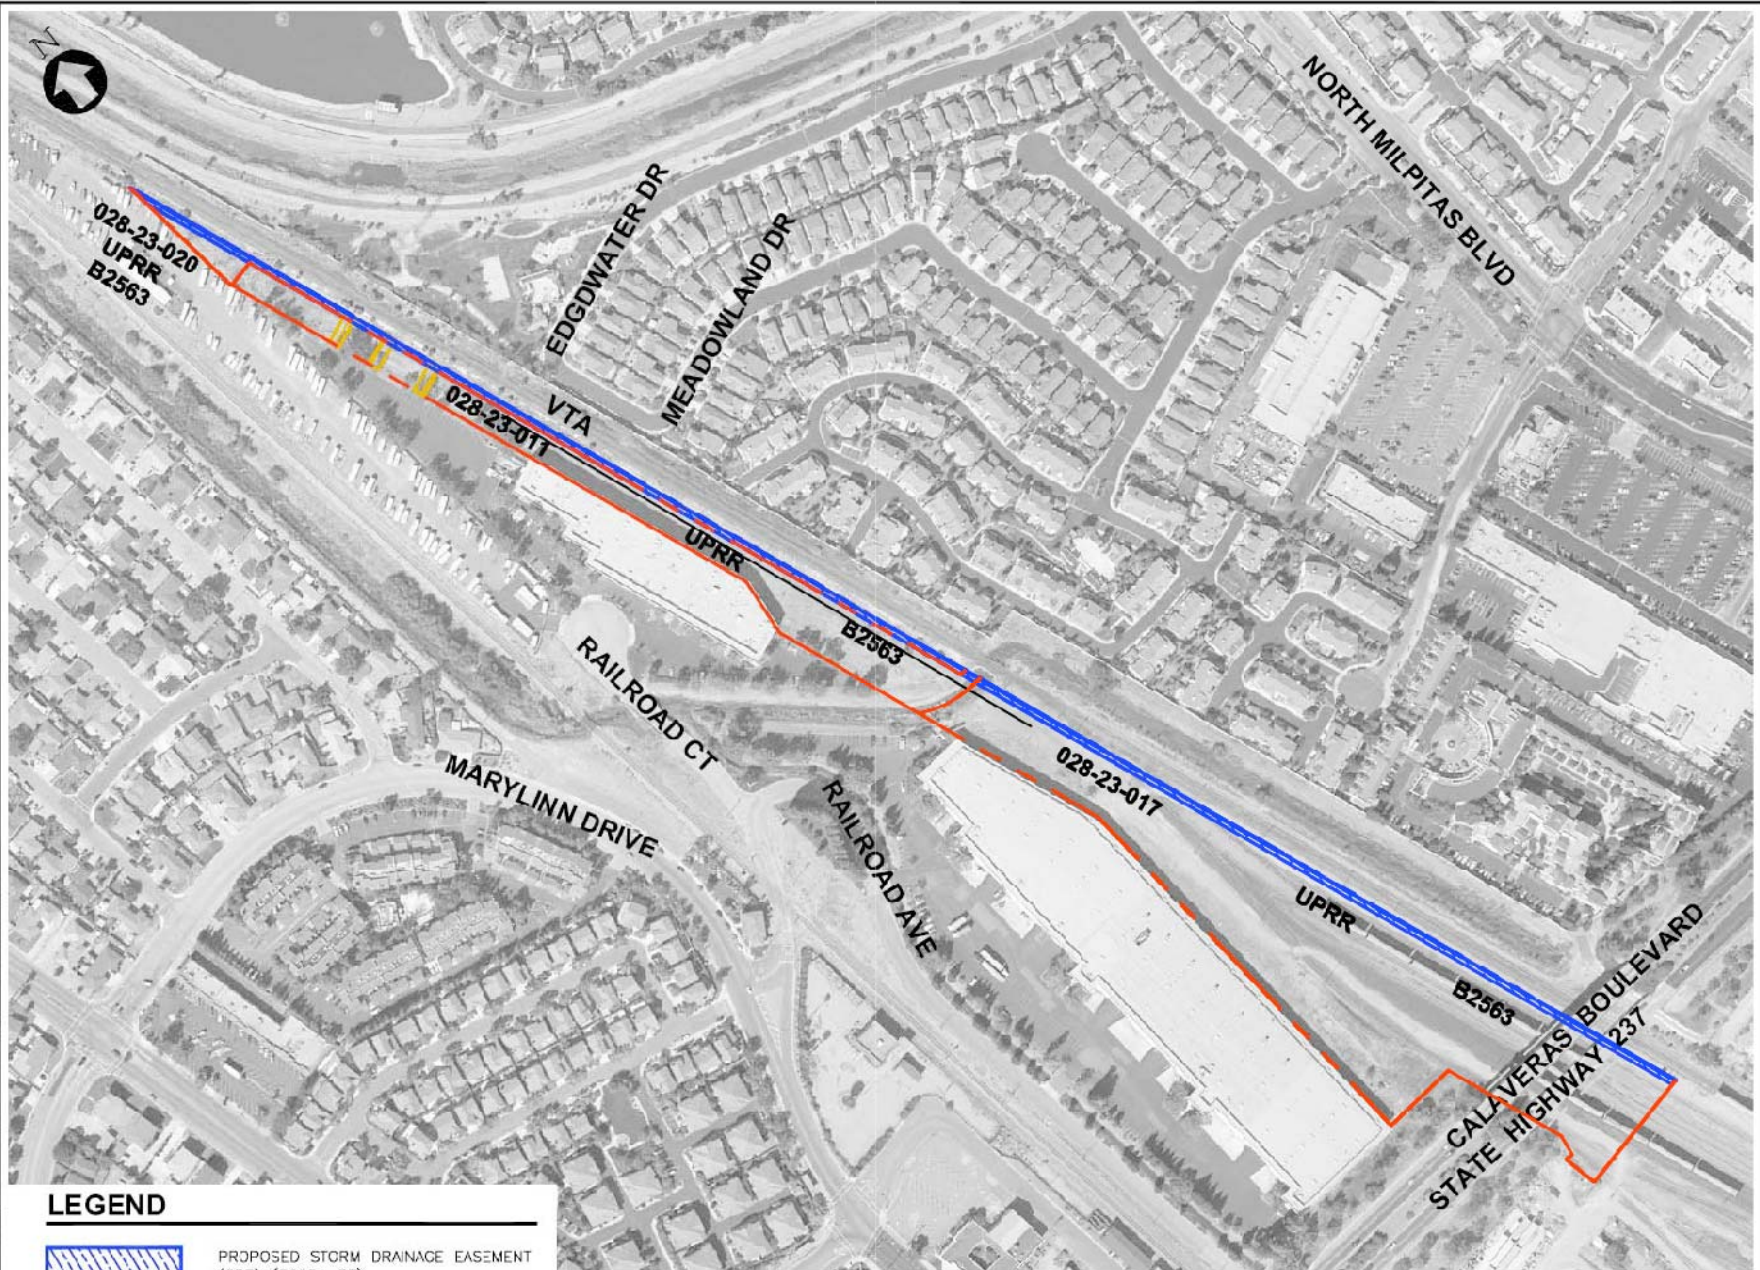 N
NORTH MILPITAS BLVD
EDGDWATER DR
MEADOWLAND DR
028-23-020
UPRR
B2563
VTA
028-23-011
UPRR
B2563
RAILROAD CT
MARYLINN DRIVE
RAILROAD AVE
028-23-017
UPRR
B2563
CALAVERAS BOULEVARD
STATE HIGHWAY 237
LEGEND
PROPOSED STORM DRAINAGE EASEMENT